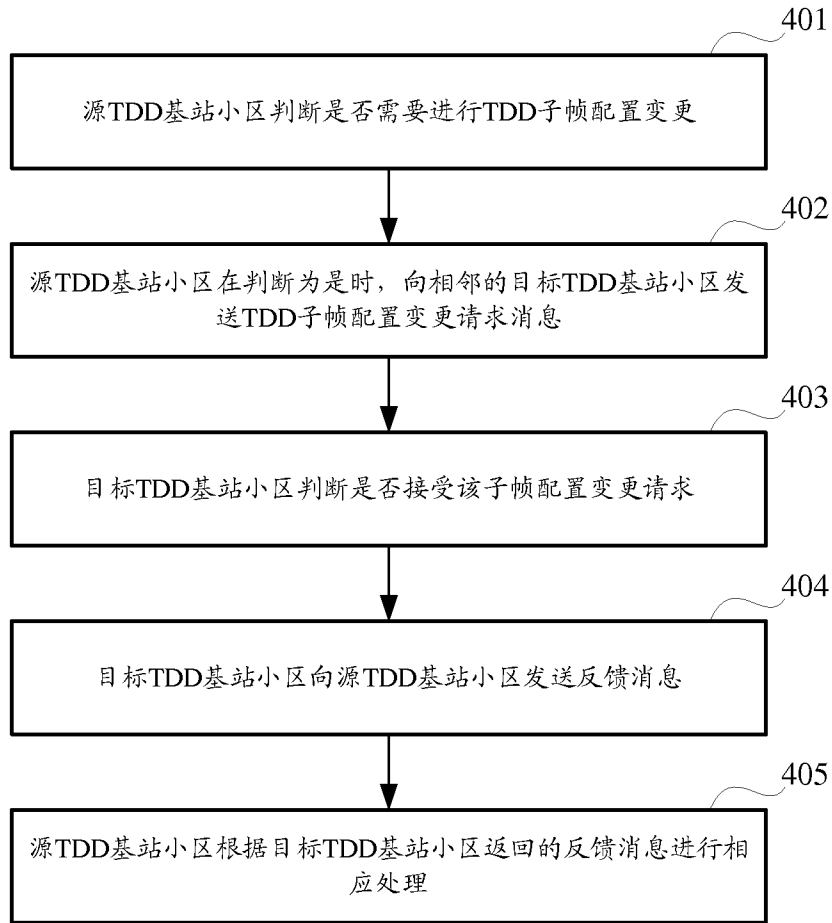 401
源TDD基站小区判断是否需要进行TDD子帧配置变更
402
源TDD基站小区在判断为是时，向相邻的目标TDD基站小区发
送TDD子帧配置变更请求消息
403
目标TDD基站小区判断是否接受该子帧配置变更请求
404
目标TDD基站小区向源TDD基站小区发送反馈消息
405
源TDD基站小区根据目标TDD基站小区返回的反馈消息进行相
应处理